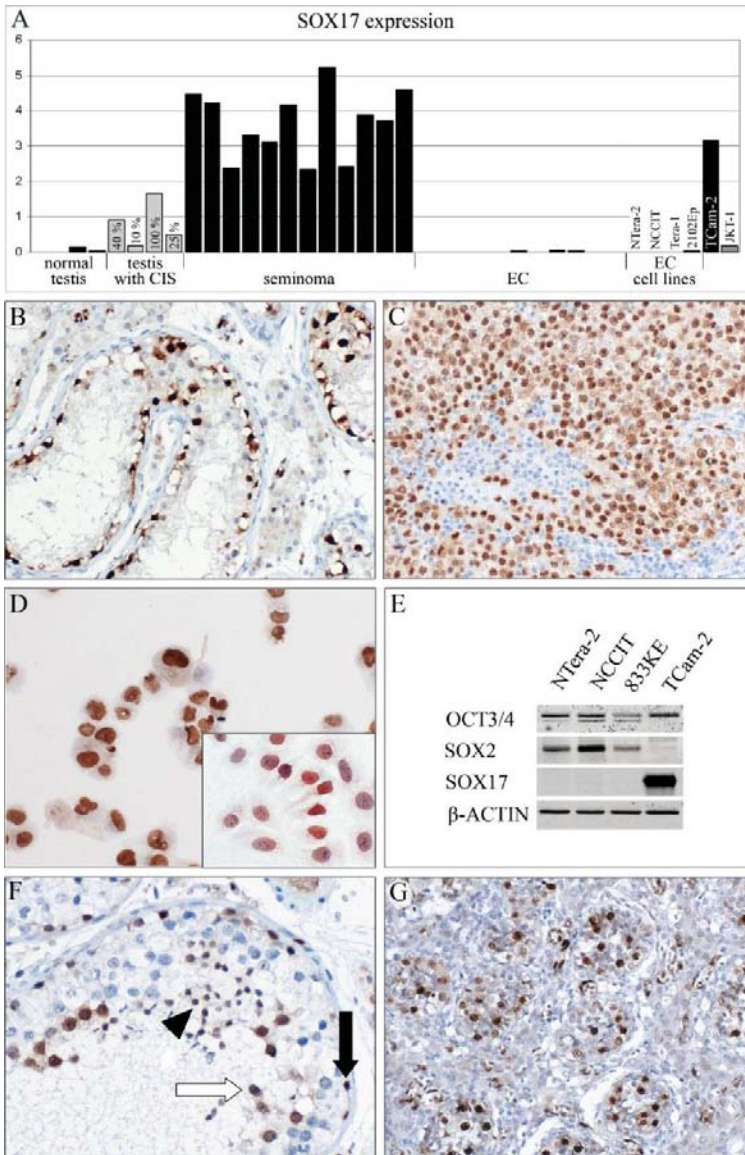 A
SOX17 expression
6
5
4
3
2
1
0
40 %
10 %
100 %
25 %
NTera-2
NCCIT
Tera-1
2102Ep
TCam-2
JKT-1
normal
testis
testis
with CIS
seminoma
EC
EC
cell lines
B
C
D
E
NTera-2
NCCIT
833KE
TCam-2
OCT3/4
SOX2
SOX17
β-ACTIN
F
G